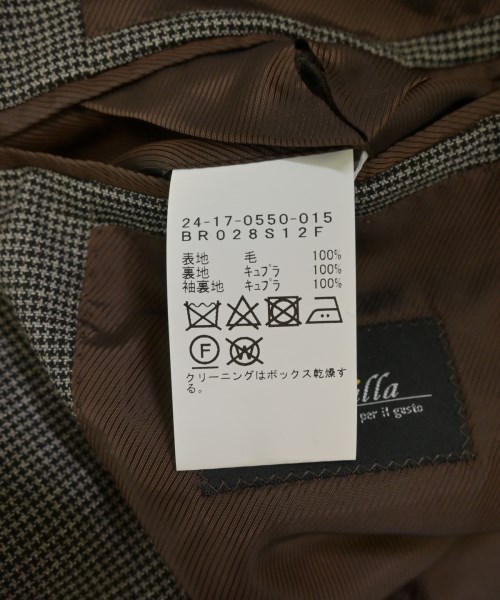 24-17-0550-015
BR028S12F
表地 毛 100%
裏地 キュプラ 100%
袖裏地 キュプラ 100%
F
W
クリーニングはボックス乾燥す
る。
illa
per il gusto